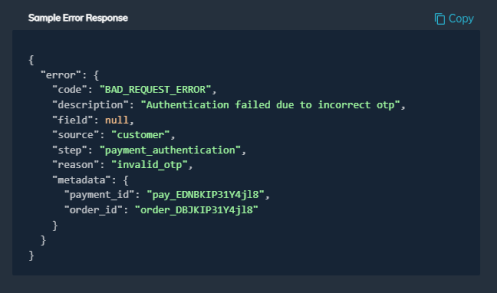 Sample Error Response
Copy
{
  "error": {
    "code": "BAD_REQUEST_ERROR",
    "description": "Authentication failed due to incorrect otp",
    "field": null,
    "source": "customer",
    "step": "payment_authentication",
    "reason": "invalid_otp",
    "metadata": {
      "payment_id": "pay_EDNBKIP31Y4jl8",
      "order_id": "order_DBJKIP31Y4jl8"
    }
  }
}